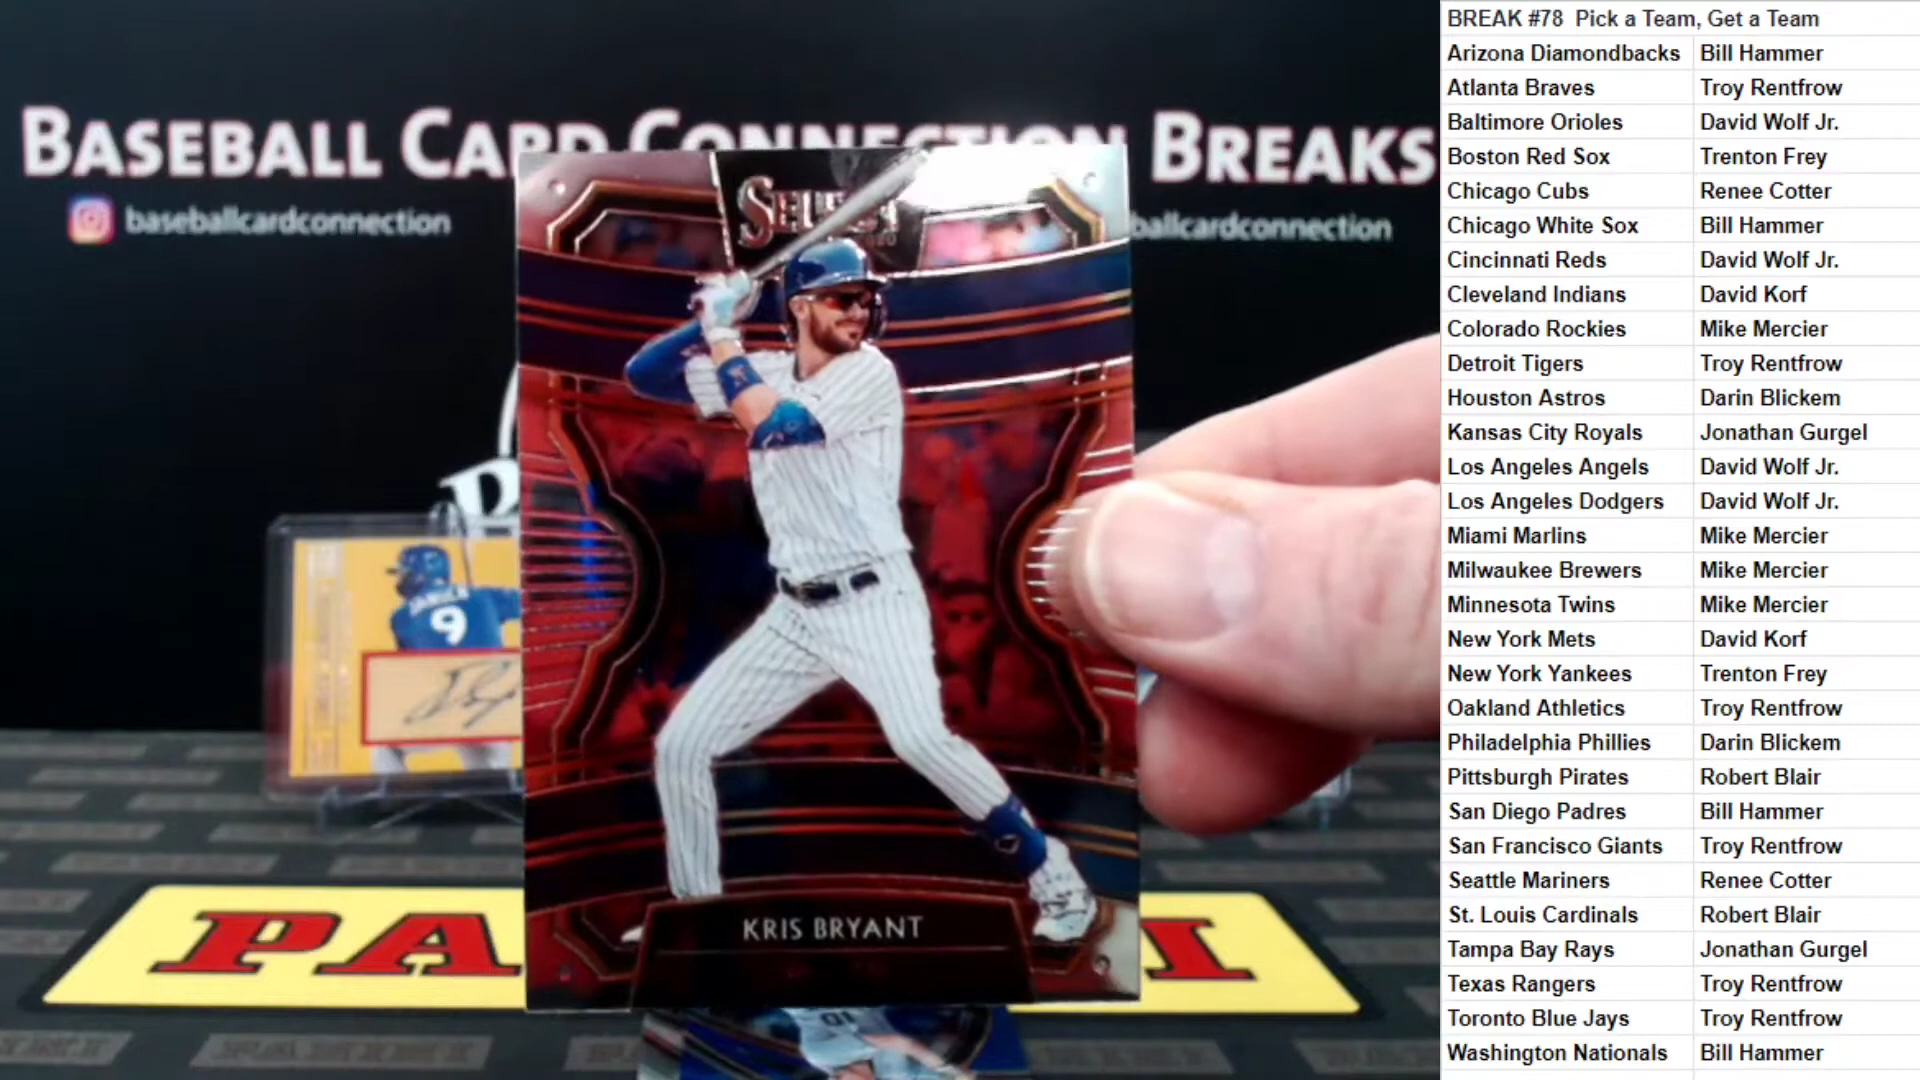 BREAK #78 Pick a Team, Get a Team
Arizona Diamondbacks Bill Hammer
Atlanta Braves Troy Rentfrow
Baltimore Orioles David Wolf Jr.
Boston Red Sox Trenton Frey
Chicago Cubs Renee Cotter
Chicago White Sox Bill Hammer
Cincinnati Reds David Wolf Jr.
Cleveland Indians David Korf
Colorado Rockies Mike Mercier
Detroit Tigers Troy Rentfrow
Houston Astros Darin Blickem
Kansas City Royals Jonathan Gurgel
Los Angeles Angels David Wolf Jr.
Los Angeles Dodgers David Wolf Jr.
Miami Marlins Mike Mercier
Milwaukee Brewers Mike Mercier
Minnesota Twins Mike Mercier
New York Mets David Korf
New York Yankees Trenton Frey
Oakland Athletics Troy Rentfrow
Philadelphia Phillies Darin Blickem
Pittsburgh Pirates Robert Blair
San Diego Padres Bill Hammer
San Francisco Giants Troy Rentfrow
Seattle Mariners Renee Cotter
St. Louis Cardinals Robert Blair
Tampa Bay Rays Jonathan Gurgel
Texas Rangers Troy Rentfrow
Toronto Blue Jays Troy Rentfrow
Washington Nationals Bill Hammer
BASEBALL CARD CONNECTION BREAKS
baseballcardconnection
ballcardconnection
SELECT
9
KRIS BRYANT
PA I
10
PANINI